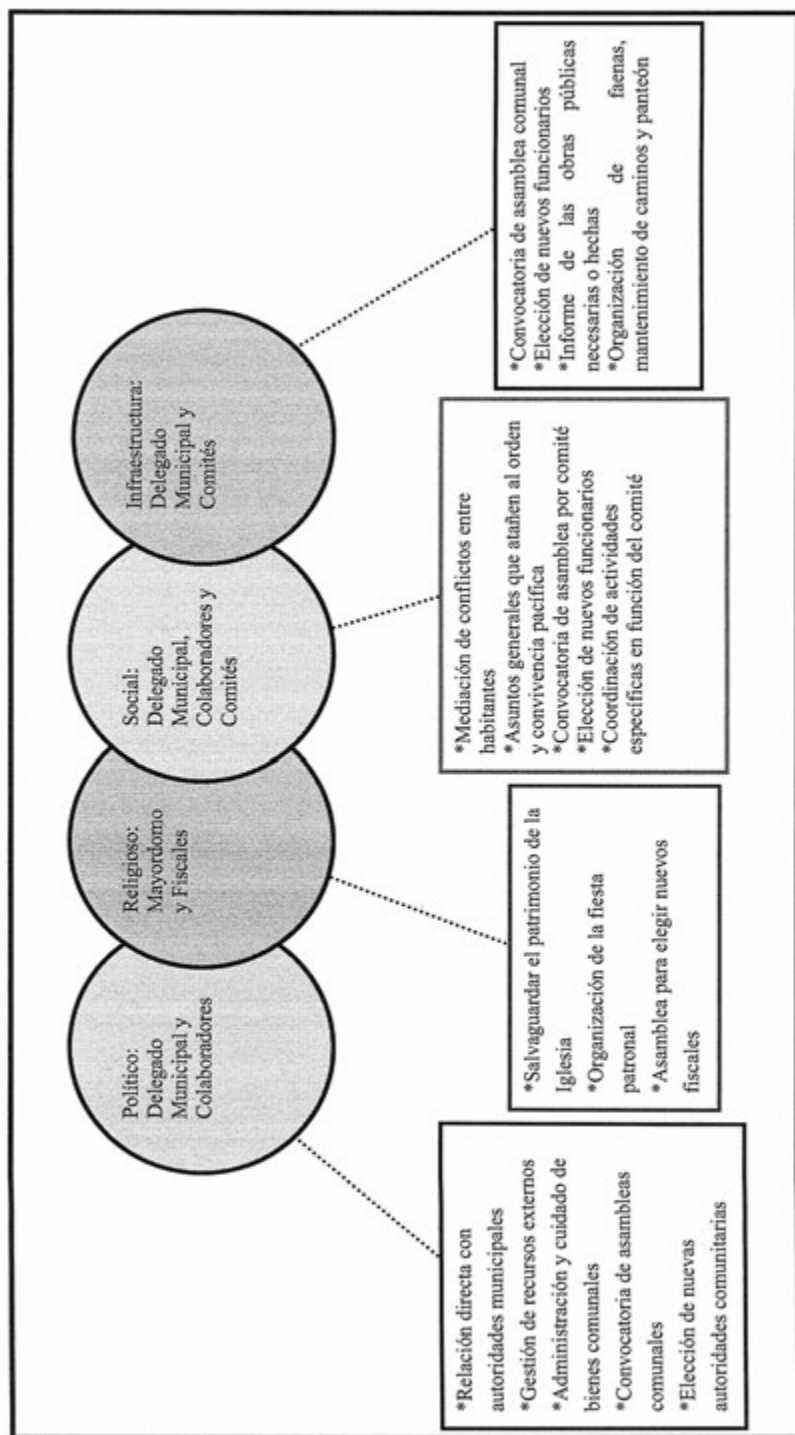 Político:
Delegado
Municipal y
Colaboradores
Religioso:
Mayordomo
y Fiscales
Social:
Delegado
Municipal,
Colaboradores y
Comités
Infraestructura:
Delegado
Municipal y
Comités
*Relación directa con
autoridades municipales
*Gestión de recursos externos
*Administración y cuidado de
bienes comunales
*Convocatoria de asambleas
comunales
*Elección de nuevas
autoridades comunitarias
*Salvaguardar el patrimonio de la
Iglesia
*Organización de la fiesta
patronal
*Asamblea para elegir nuevos
fiscales
*Mediación de conflictos entre
habitantes
*Asuntos generales que atañen al orden
y convivencia pacífica
*Convocatoria de asamblea por comité
*Elección de nuevos funcionarios
*Coordinación de actividades
específicas en función del comité
*Convocatoria de asamblea comunal
*Elección de nuevos funcionarios
*Informe de las obras públicas
necesarias o hechas
*Organización de faenas,
mantenimiento de caminos y panteón